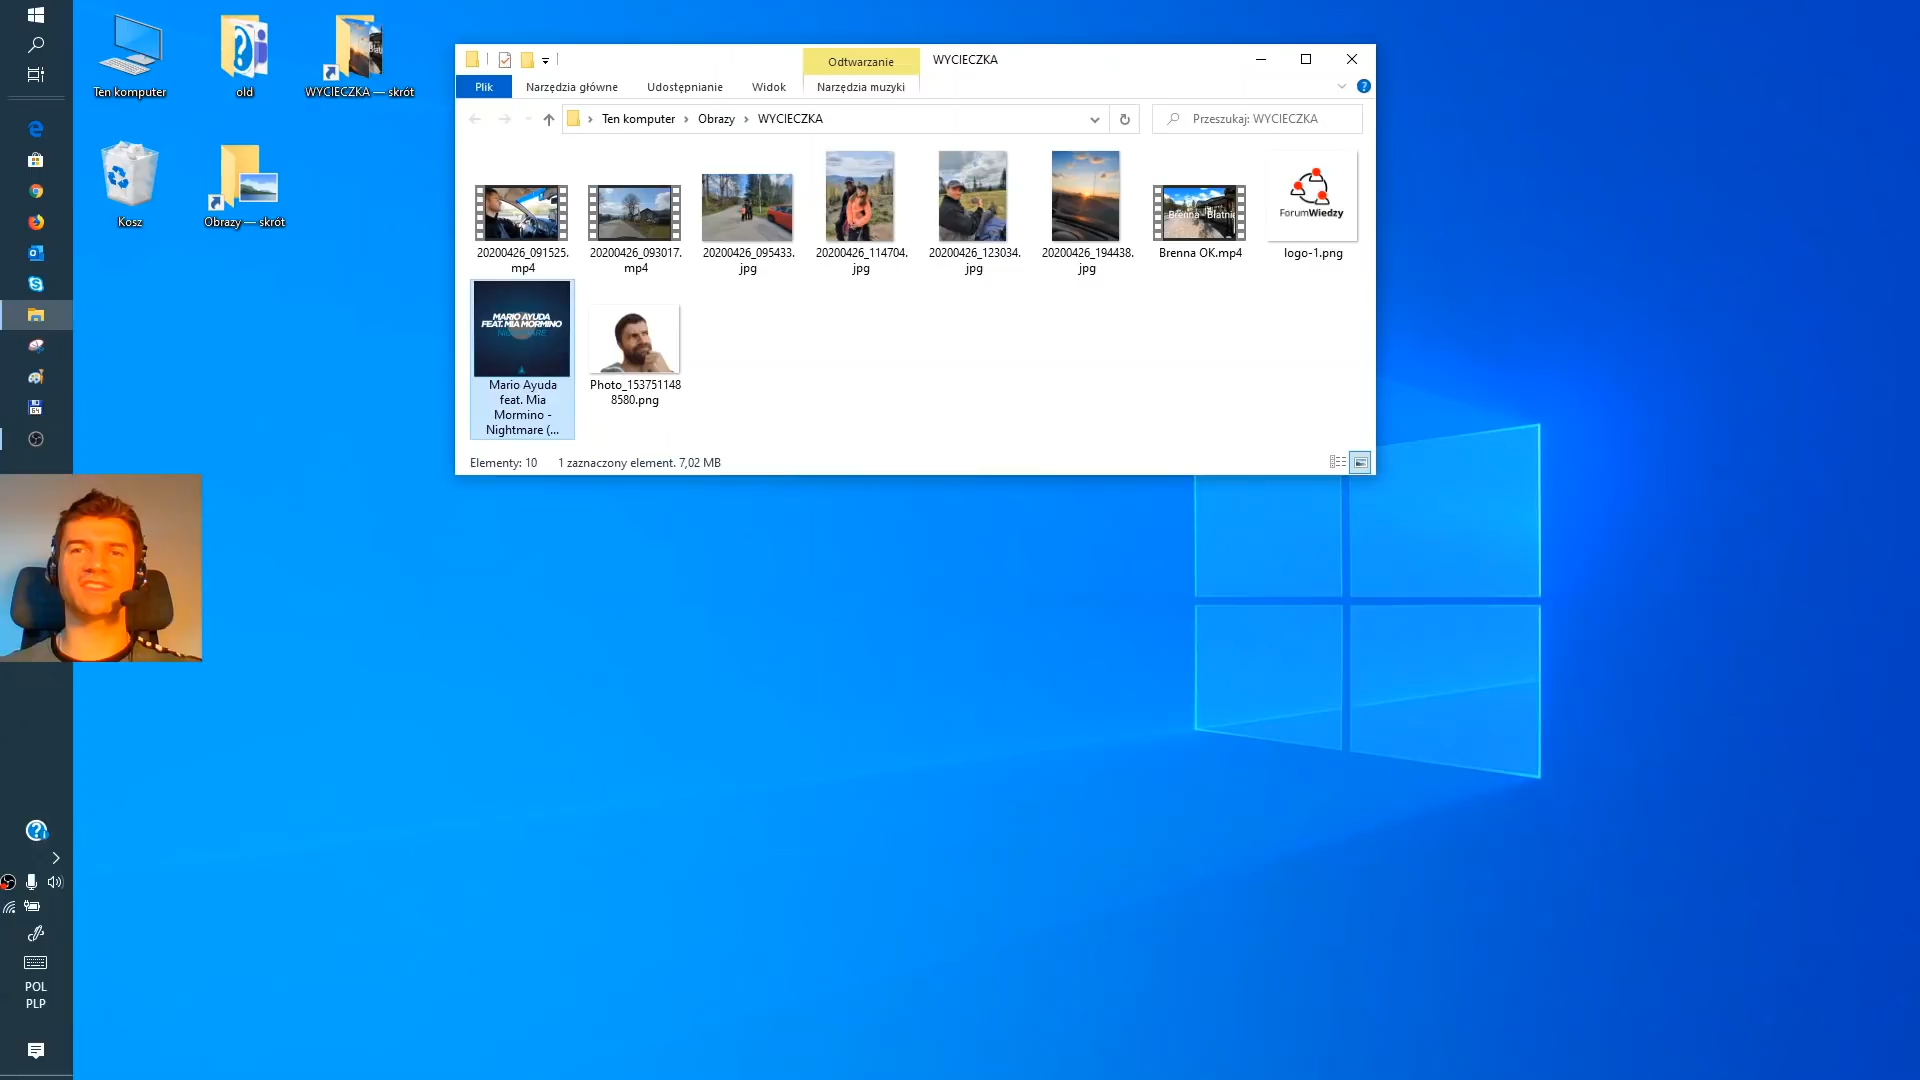 Ten komputer
old
WYCIECZKA — skrót
Kosz
Obrazy — skrót
Odtwarzanie
WYCIECZKA
Plik
Narzędzia główne
Udostępnianie
Widok
Narzędzia muzyki
Ten komputer
Obrazy
WYCIECZKA
Przeszukaj: WYCIECZKA
20200426_091525.
mp4
20200426_093017.
mp4
20200426_095433.
jpg
20200426_114704.
jpg
20200426_123034.
jpg
20200426_194438.
jpg
Brenna Błatnia
Brenna OK.mp4
ForumWiedzy
logo-1.png
MARIO AYUDA
FEAT. MIA MORMINO
NIGHTMARE
Mario Ayuda
feat. Mia
Mormino -
Nightmare (...
Photo_153751148
8580.png
Elementy: 10
1 zaznaczony element. 7,02 MB
64
POL
PLP